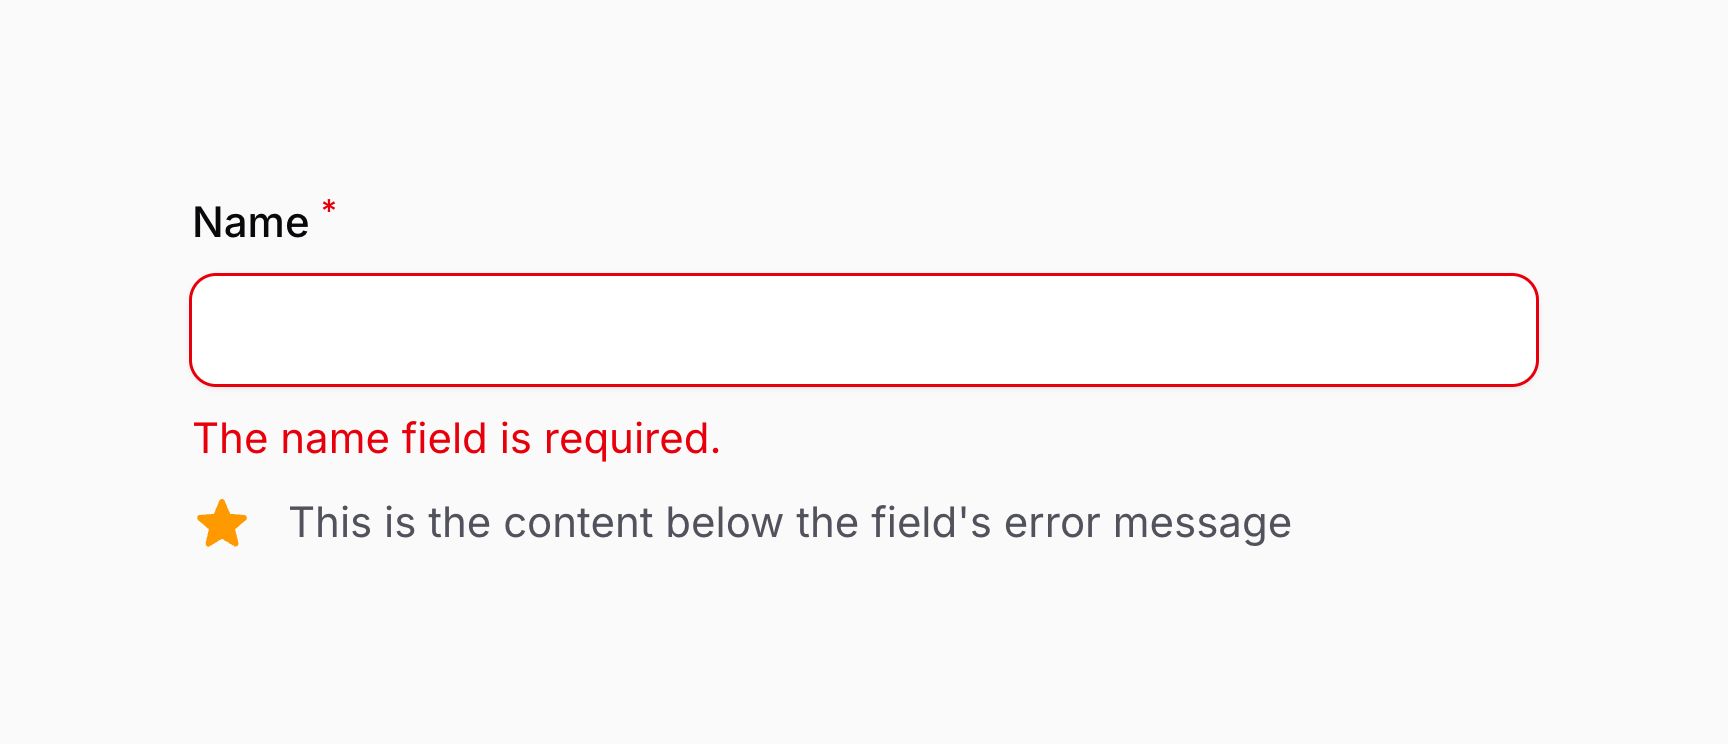 Name *
The name field is required.
This is the content below the field's error message